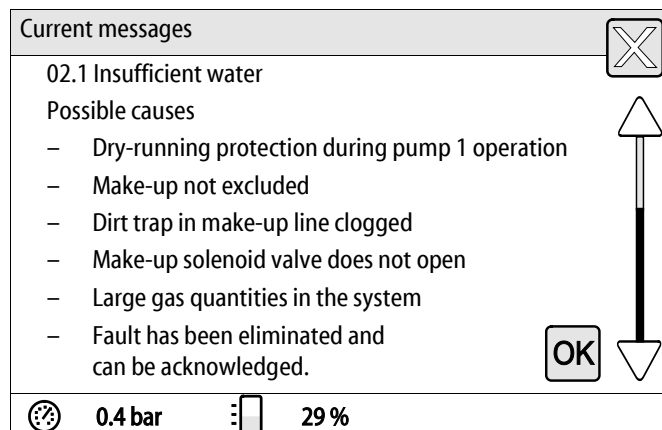 Current messages
02.1 Insufficient water
Possible causes
– Dry-running protection during pump 1 operation
– Make-up not excluded
– Dirt trap in make-up line clogged
– Make-up solenoid valve does not open
– Large gas quantities in the system
– Fault has been eliminated and
can be acknowledged.
OK
0.4 bar 29 %